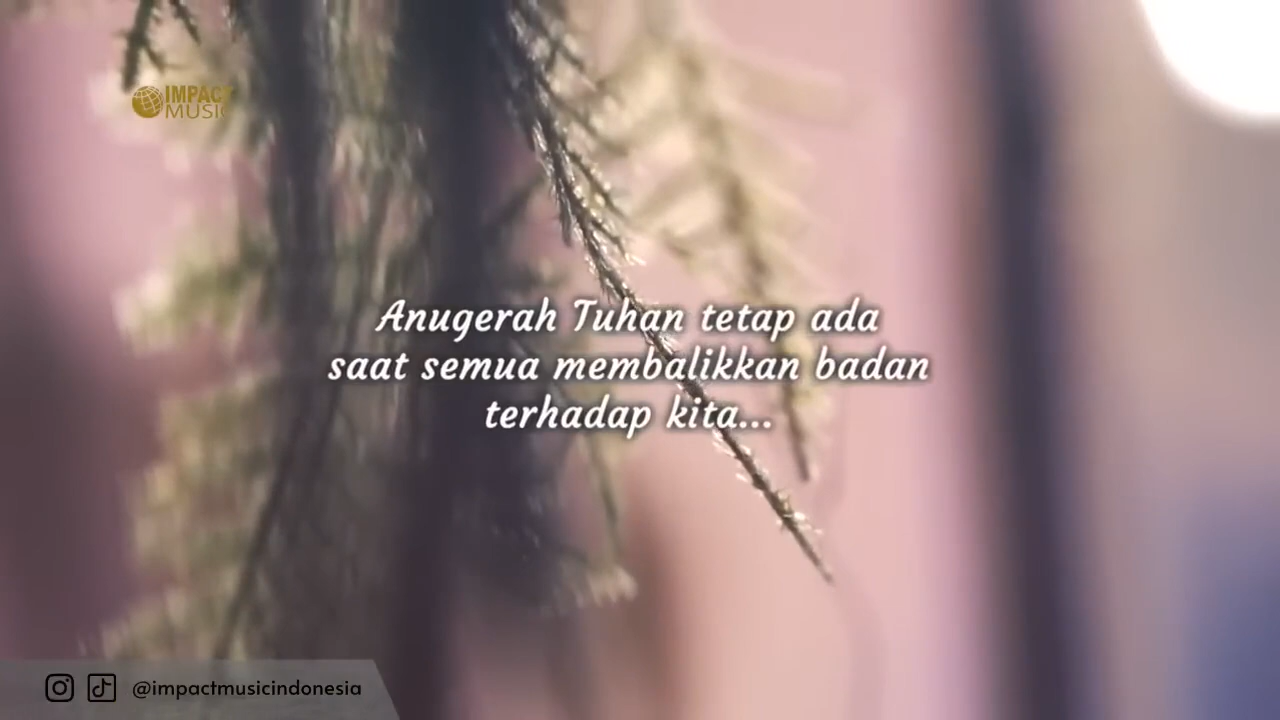 IMPACT
MUSIC
Anugerah Tuhan tetap ada
saat semua membalikkan badan
terhadap kita...
@impactmusicindonesia